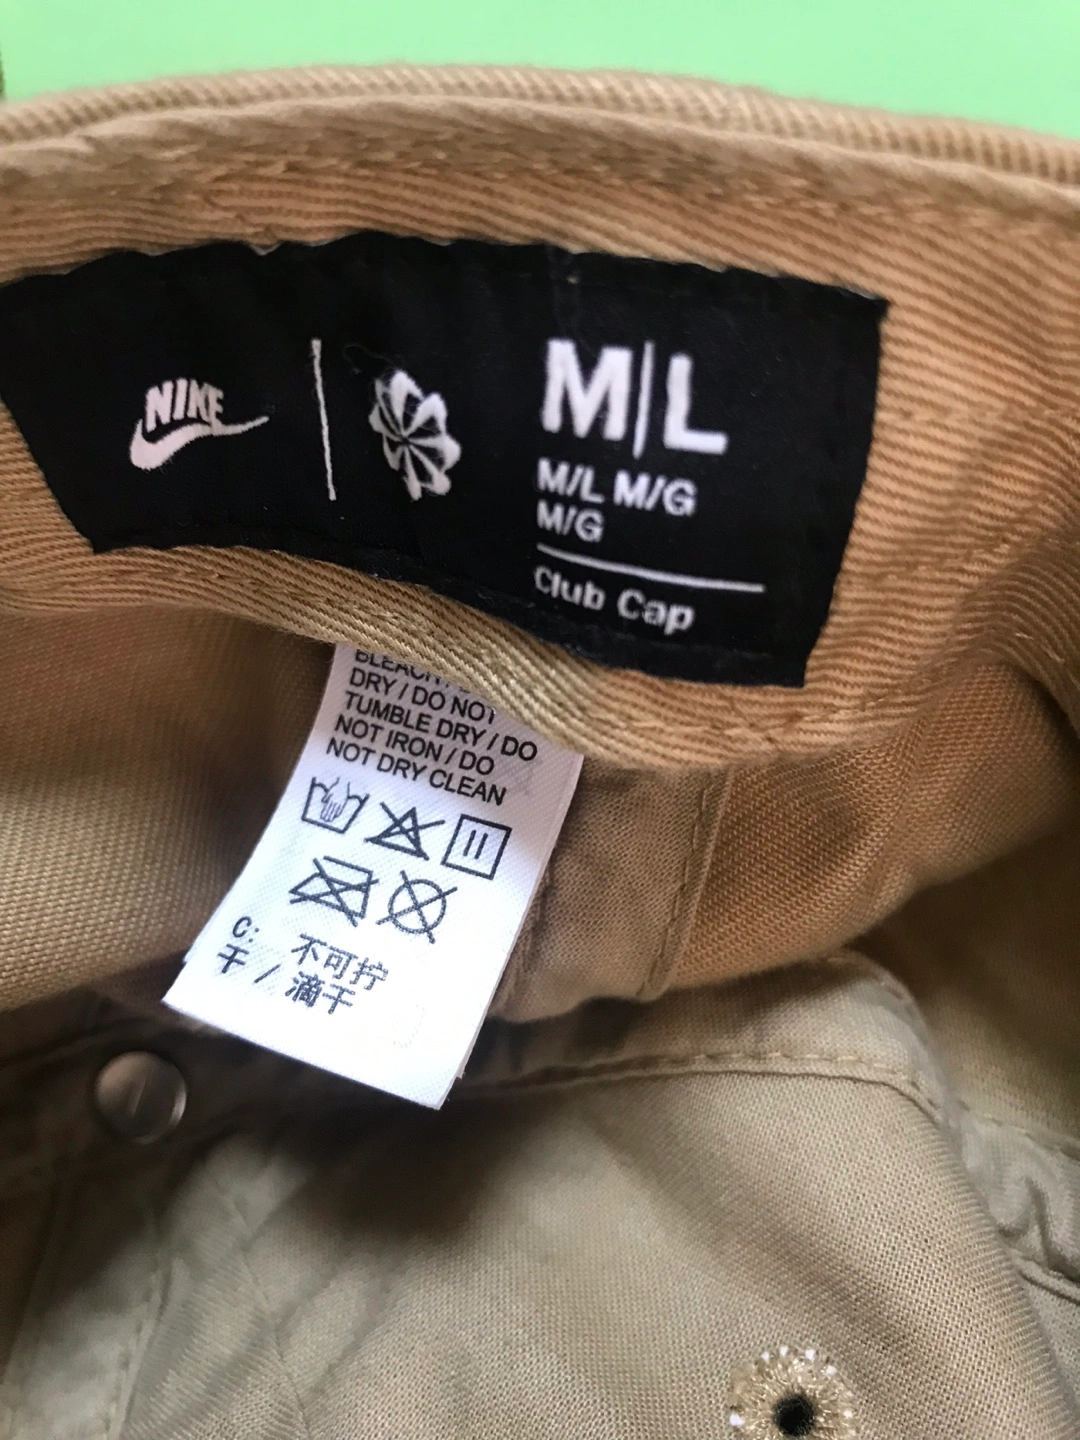 NIKE
M|L
M/L M/G
M/G
Club Cap
BLEACH /
DRY / DO NOT
TUMBLE DRY / DO
NOT IRON / DO
NOT DRY CLEAN
C: 不可拧
干 / 滴干